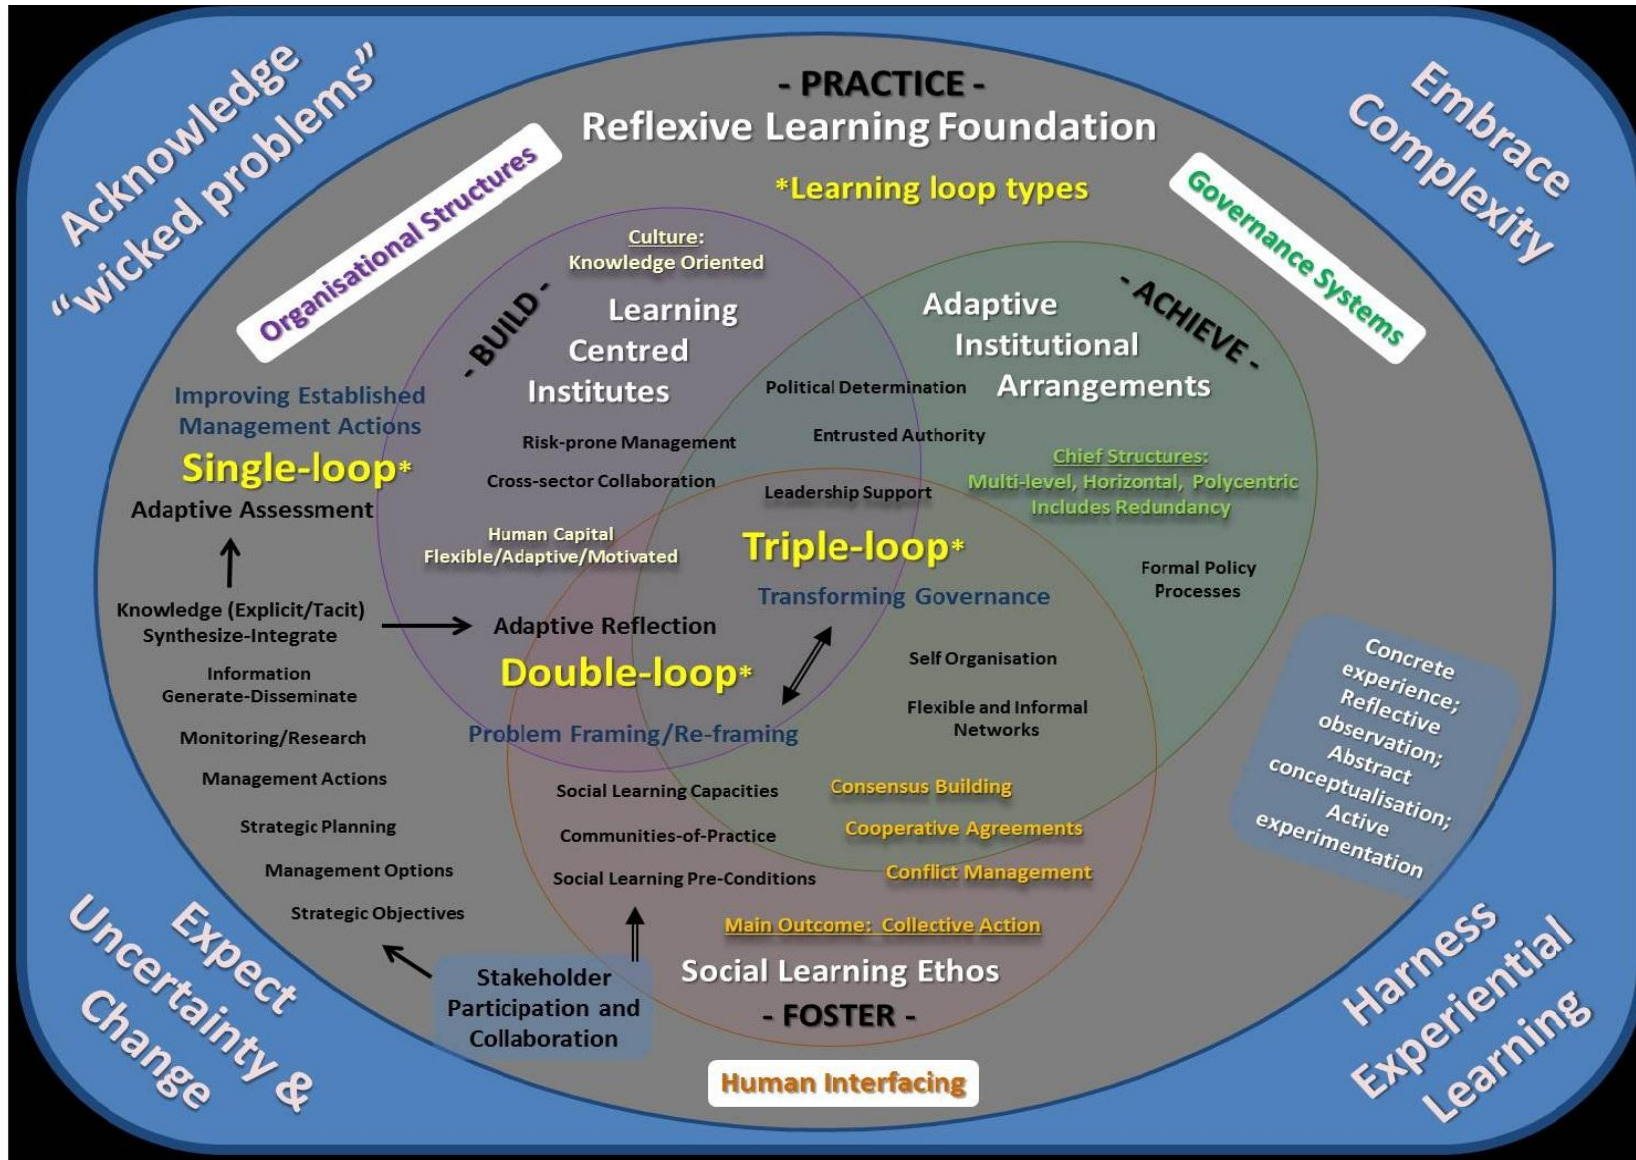 Acknowledge
“wicked problems”
Embrace
Complexity
- PRACTICE -
Reflexive Learning Foundation
*Learning loop types
Organisational Structures
Governance Systems
- BUILD -
Culture:
Knowledge Oriented
Learning
Centred
Institutes
Risk-prone Management
Cross-sector Collaboration
Human Capital
Flexible/Adaptive/Motivated
- ACHIEVE -
Adaptive
Institutional
Arrangements
Political Determination
Entrusted Authority
Leadership Support
Chief Structures:
Multi-level, Horizontal, Polycentric
Includes Redundancy
Formal Policy
Processes
Improving Established
Management Actions
Single-loop*
Adaptive Assessment
Knowledge (Explicit/Tacit)
Synthesize-Integrate
Information
Generate-Disseminate
Monitoring/Research
Management Actions
Strategic Planning
Management Options
Strategic Objectives
Triple-loop*
Transforming Governance
Adaptive Reflection
Double-loop*
Problem Framing/Re-framing
Self Organisation
Flexible and Informal
Networks
Social Learning Capacities
Communities-of-Practice
Social Learning Pre-Conditions
Consensus Building
Cooperative Agreements
Conflict Management
Main Outcome: Collective Action
Social Learning Ethos
- FOSTER -
Stakeholder
Participation and
Collaboration
Human Interfacing
Concrete
experience;
Reflective
observation;
Abstract
conceptualisation;
Active
experimentation
Expect
Uncertainty &
Change
Harness
Experiential
Learning